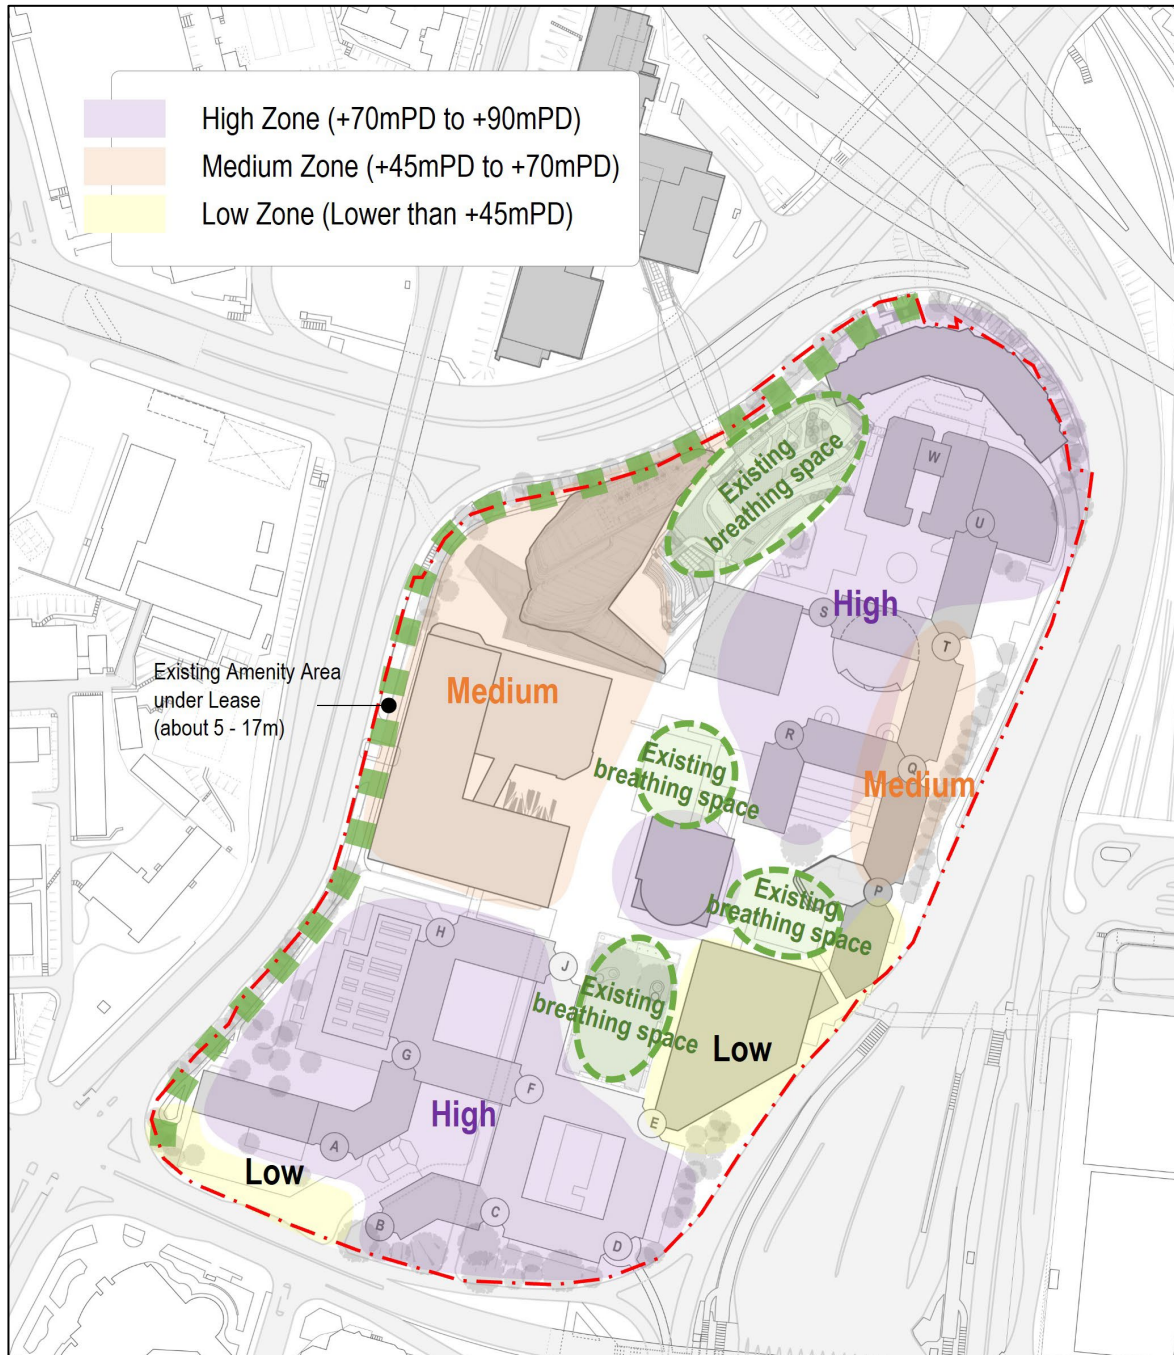 High Zone (+70mPD to +90mPD)
Medium Zone (+45mPD to +70mPD)
Low Zone (Lower than +45mPD)
Existing
breathing space
W
U
S
High
T
Existing Amenity Area
under Lease
(about 5 - 17m)
Medium
R
Q
Medium
Existing
breathing space
P
Existing
breathing space
H
J
Existing
breathing space
Low
G
F
High
E
A
Low
B
C
D